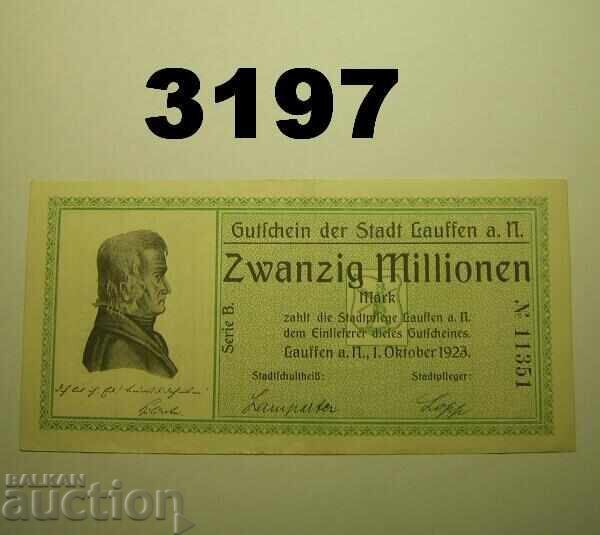 3197
Gutschein der Stadt Lauffen a. N.
Zwanzig Millionen
Mark
zahlt die Stadtpflege Lauffen a. N.
dem Einlieferer dieses Gutscheines.
Lauffen a. N., 1. Oktober 1923.
Stadtschultheiß: Stadtpfleger:
Serie B.
№ 11351
BALKAN
auction